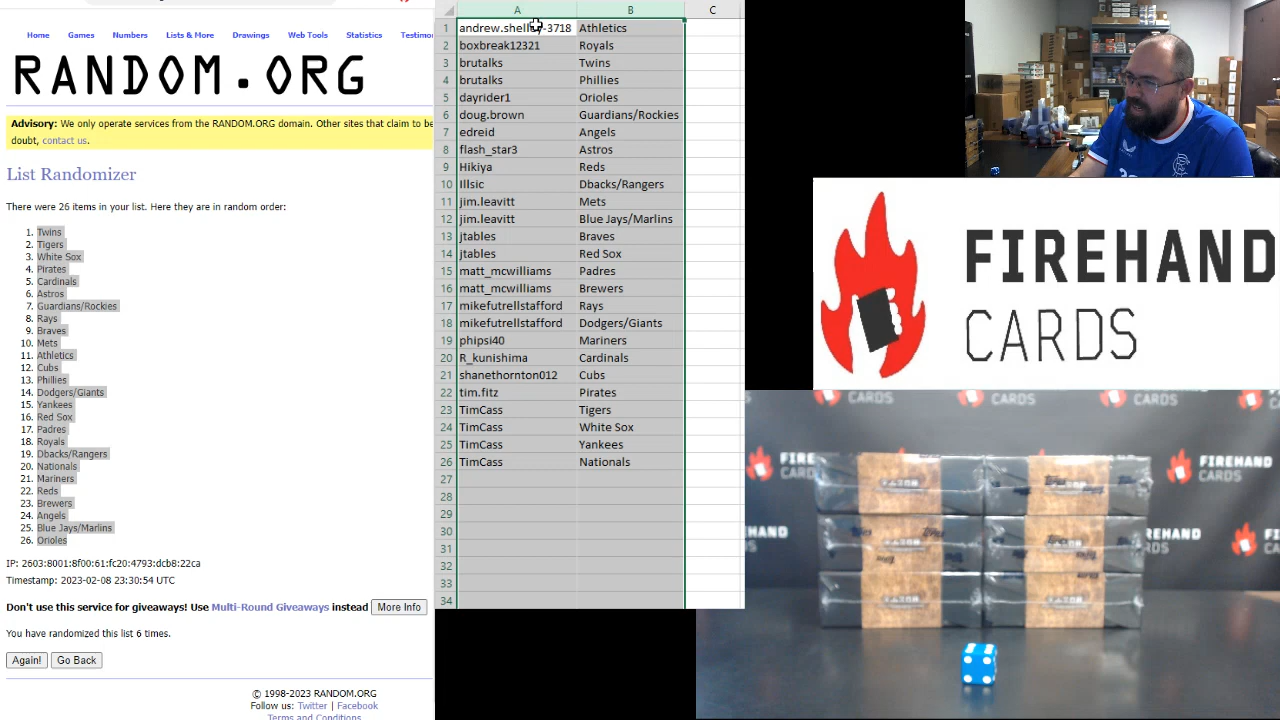 Home Games Numbers Lists & More Drawings Web Tools Statistics Testimo
RANDOM.ORG
Advisory: We only operate services from the RANDOM.ORG domain. Other sites that claim to be
doubt, contact us.
List Randomizer
There were 26 items in your list. Here they are in random order:
1. Twins
2. Tigers
3. White Sox
4. Pirates
5. Cardinals
6. Astros
7. Guardians/Rockies
8. Rays
9. Braves
10. Mets
11. Athletics
12. Cubs
13. Phillies
14. Dodgers/Giants
15. Yankees
16. Red Sox
17. Padres
18. Royals
19. Dbacks/Rangers
20. Nationals
21. Mariners
22. Reds
23. Brewers
24. Angels
25. Blue Jays/Marlins
26. Orioles
IP: 2603:8001:8f00:61:fc20:4793:dcb8:22ca
Timestamp: 2023-02-08 23:30:54 UTC
Don't use this service for giveaways! Use Multi-Round Giveaways instead More Info
You have randomized this list 6 times.
Again! Go Back
© 1998-2023 RANDOM.ORG
Follow us: Twitter | Facebook
Terms and Conditions
A B C
1 Athletics
2 boxbreak12321 Royals
3 brutalks Twins
4 brutalks Phillies
5 dayrider1 Orioles
6 doug.brown Guardians/Rockies
7 edreid Angels
8 flash_star3 Astros
9 Hikiya Reds
10 Illsic Dbacks/Rangers
11 jim.leavitt Mets
12 jim.leavitt Blue Jays/Marlins
13 jtables Braves
14 jtables Red Sox
15 matt_mcwilliams Padres
16 matt_mcwilliams Brewers
17 mikefutrellstafford Rays
18 mikefutrellstafford Dodgers/Giants
19 phipsi40 Mariners
20 R_kunishima Cardinals
21 shanethornton012 Cubs
22 tim.fitz Pirates
23 TimCass Tigers
24 TimCass White Sox
25 TimCass Yankees
26 TimCass Nationals
27
28
29
30
31
32
33
34
FIREHAND
CARDS
FIREHAND
CARDS